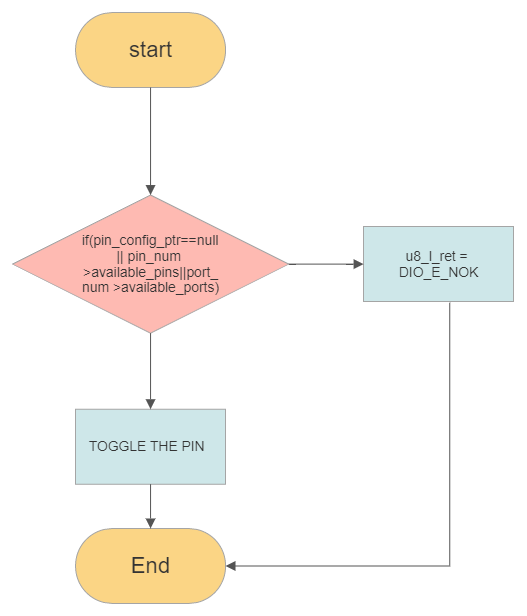 start
if(pin_config_ptr==null
|| pin_num
>available_pins||port_
num >available_ports)
u8_l_ret =
DIO_E_NOK
TOGGLE THE PIN
End